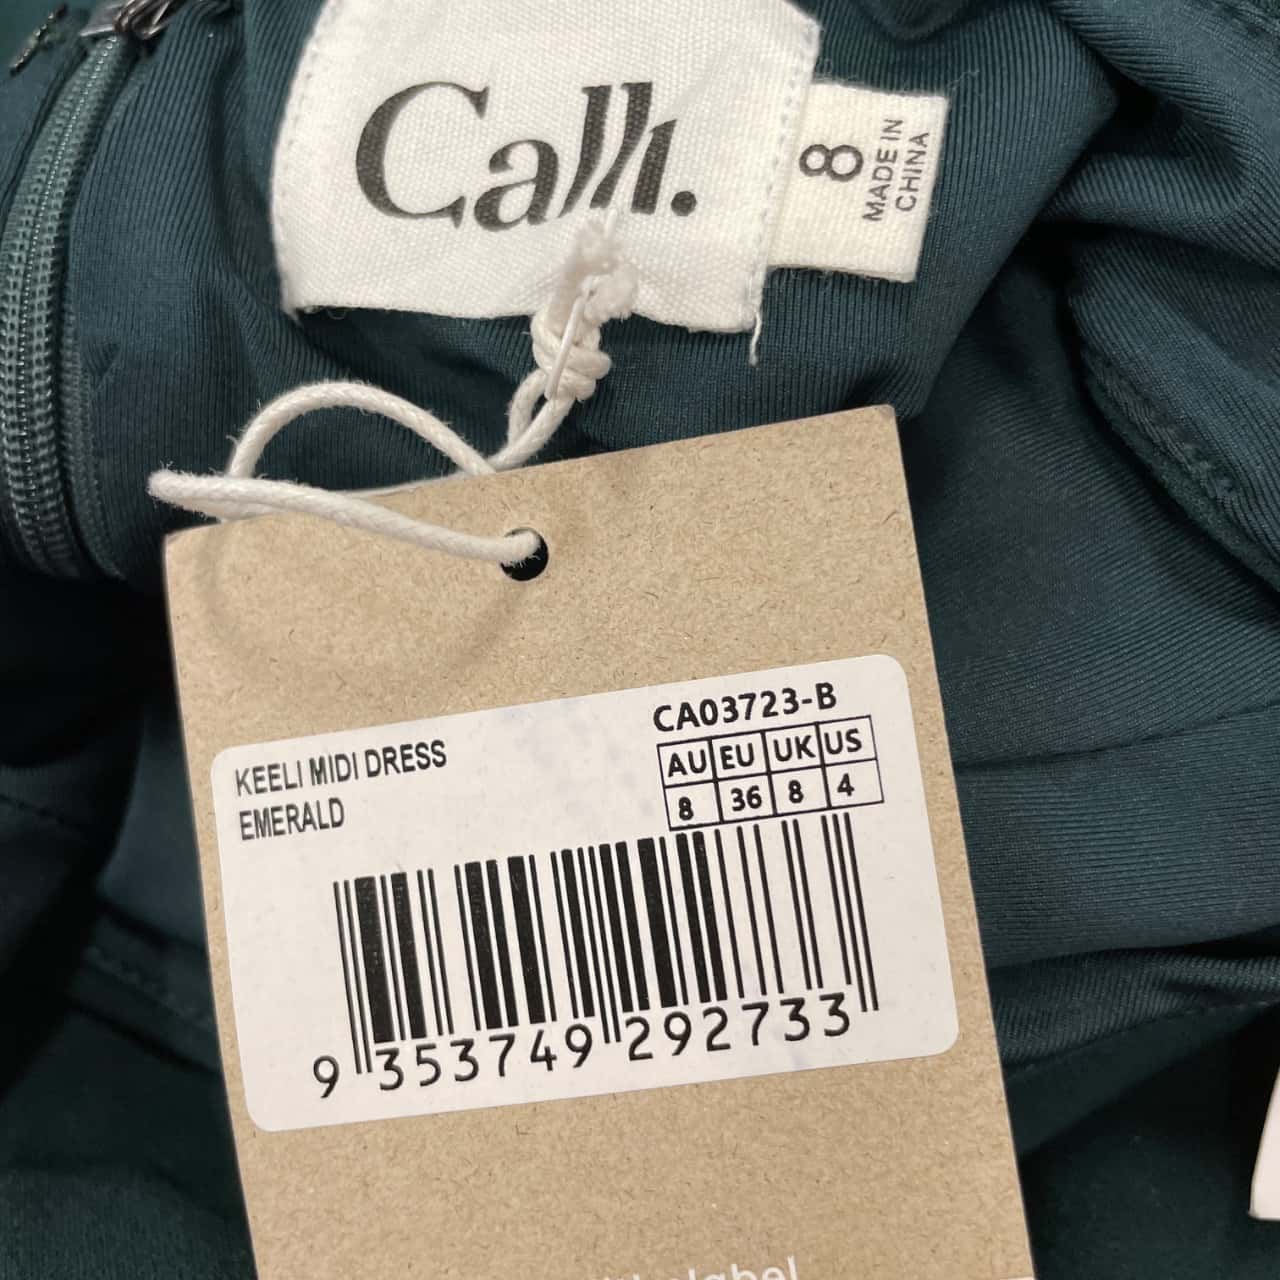 Calli.
8
MADE IN
CHINA
CA03723-B
KEELI MIDI DRESS
EMERALD
AU EU UK US
8 36 8 4
9 353749 292733